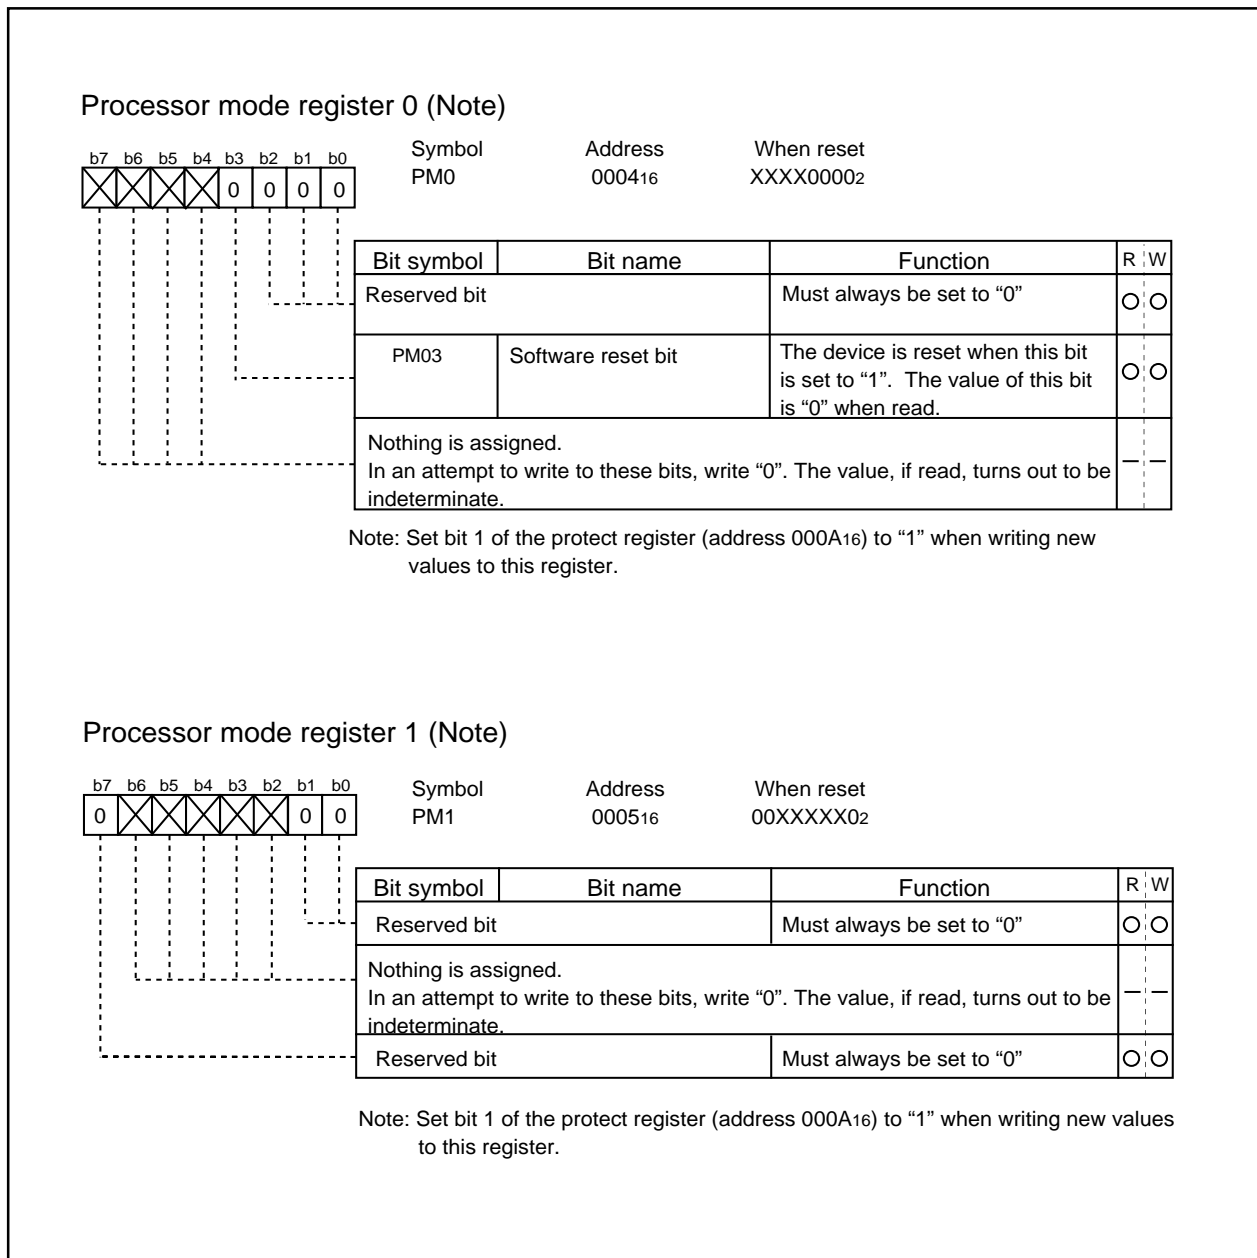 Processor mode register 0 (Note)
Symbol Address When reset
PM0 000416 XXXX00002
b7 b6 b5 b4 b3 b2 b1 b0
0 0 0 0
Bit symbol Bit name Function R W
Reserved bit Must always be set to “0”
PM03 Software reset bit The device is reset when this bit
is set to “1”. The value of this bit
is “0” when read.
Nothing is assigned.
In an attempt to write to these bits, write “0”. The value, if read, turns out to be
indeterminate.
Note: Set bit 1 of the protect register (address 000A16) to “1” when writing new
values to this register.
Processor mode register 1 (Note)
b7 b6 b5 b4 b3 b2 b1 b0
Symbol Address When reset
0 0 0
PM1 000516 00XXXXX02
Bit symbol Bit name Function R W
Reserved bit Must always be set to “0”
Nothing is assigned.
In an attempt to write to these bits, write “0”. The value, if read, turns out to be
indeterminate.
Reserved bit Must always be set to “0”
Note: Set bit 1 of the protect register (address 000A16) to “1” when writing new values
to this register.